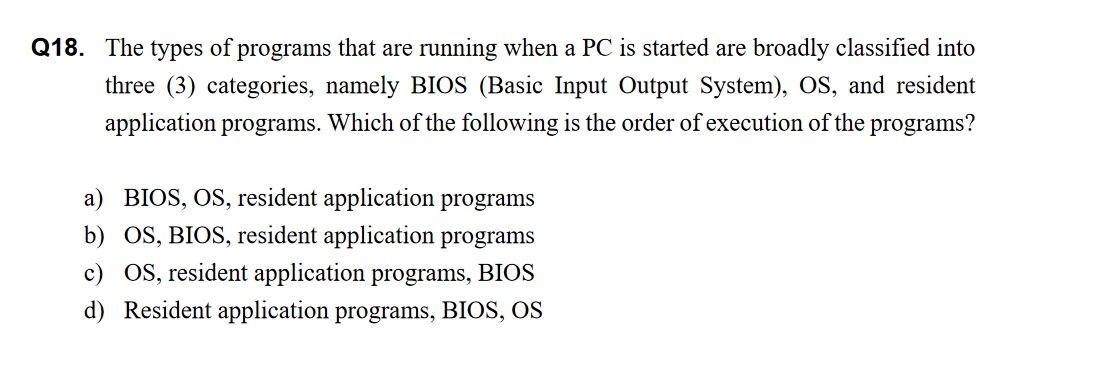 Q18. The types of programs that are running when a PC is started are broadly classified into
three (3) categories, namely BIOS (Basic Input Output System), OS, and resident
application programs. Which of the following is the order of execution of the programs?
a) BIOS, OS, resident application programs
b) OS, BIOS, resident application programs
c) OS, resident application programs, BIOS
d) Resident application programs, BIOS, OS